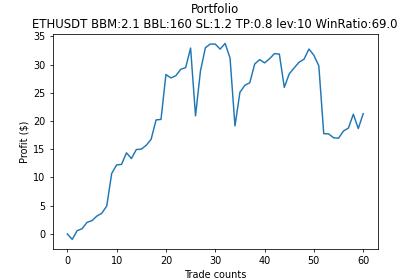 Portfolio
ETHUSDT BBM:2.1 BBL:160 SL:1.2 TP:0.8 lev:10 WinRatio:69.0
35
30
25
20
15
10
5
0
Profit ($)
0 10 20 30 40 50 60
Trade counts